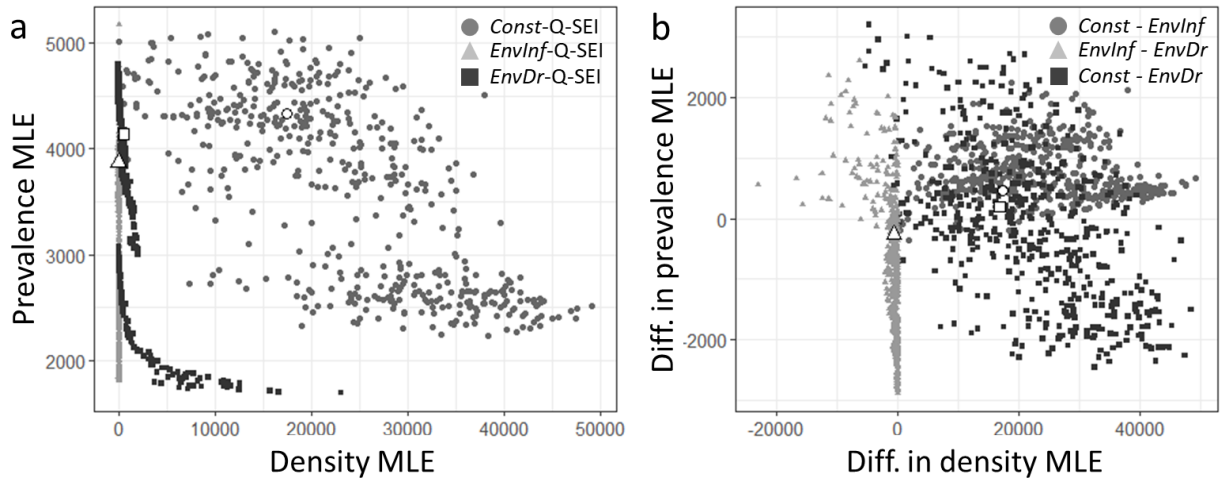 a
Const-Q-SEI
EnvInf-Q-SEI
EnvDr-Q-SEI
Prevalence MLE
5000
4000
3000
2000
0 10000 20000 30000 40000 50000
Density MLE
b
Const - EnvInf
EnvInf - EnvDr
Const - EnvDr
Diff. in prevalence MLE
2000
0
-2000
-20000 0 20000 40000
Diff. in density MLE